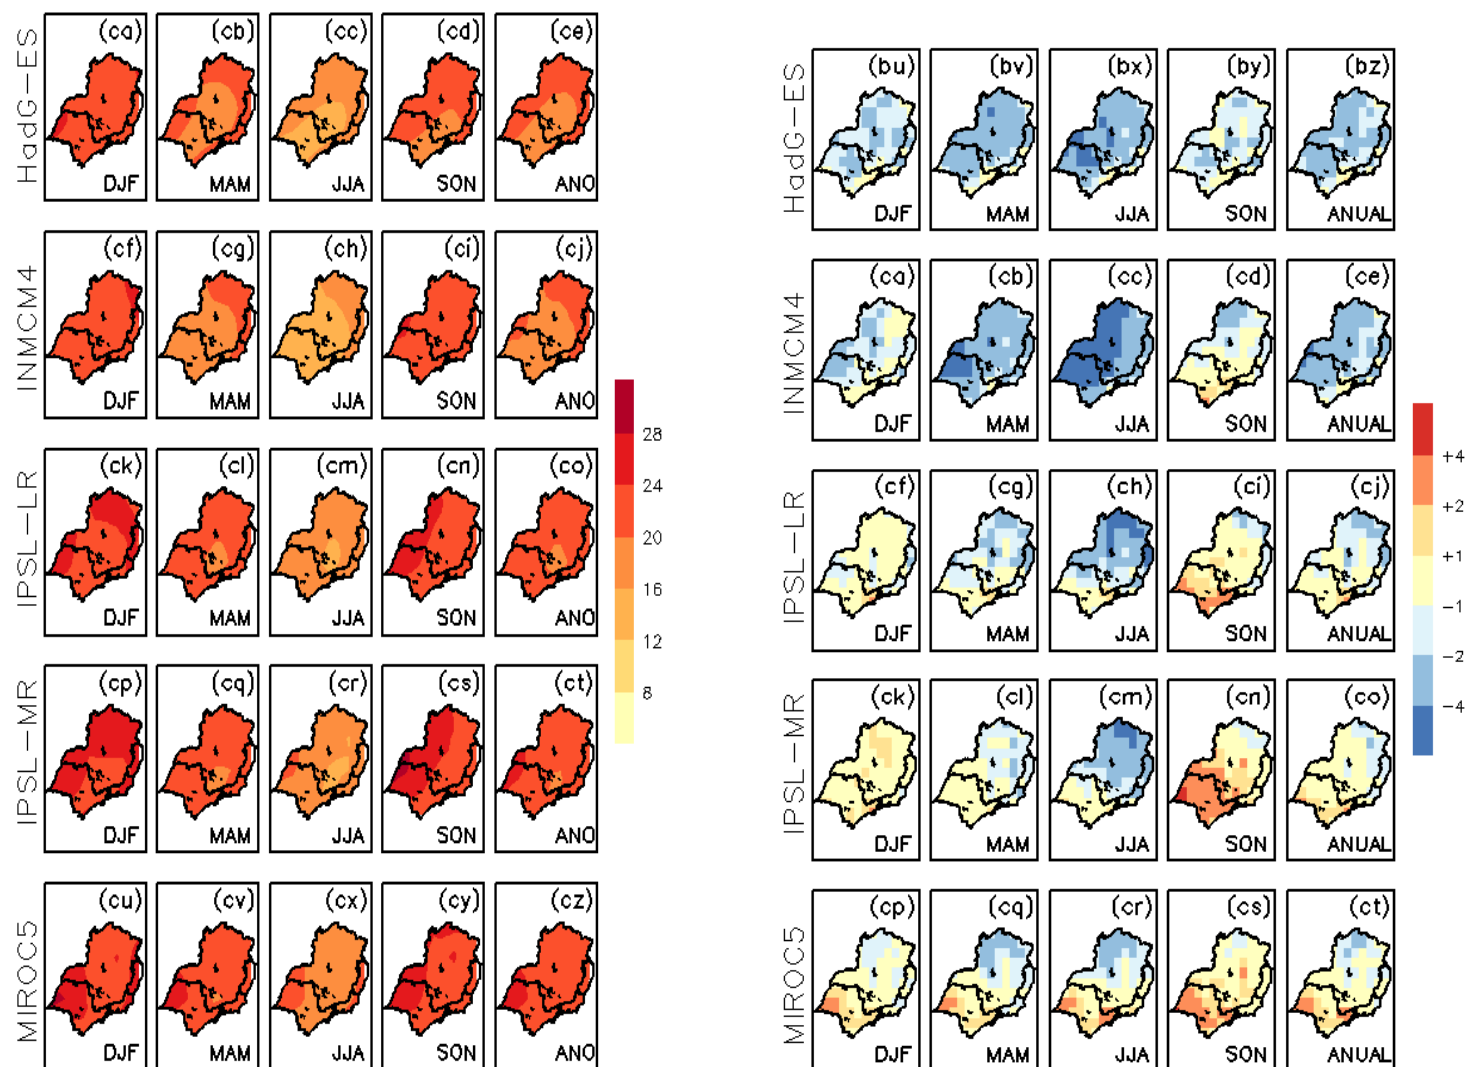 HadG-ES
(ca) (cb) (cc) (cd) (ce)
DJF MAM JJA SON ANO
INMCM4
(cf) (cg) (ch) (ci) (cj)
DJF MAM JJA SON ANO
IPSL-LR
(ck) (cl) (cm) (cn) (co)
DJF MAM JJA SON ANO
IPSL-MR
(cp) (cq) (cr) (cs) (ct)
DJF MAM JJA SON ANO
MIROC5
(cu) (cv) (cx) (cy) (cz)
DJF MAM JJA SON ANO
28
24
20
16
12
8
HadG-ES
(bu) (bv) (bx) (by) (bz)
DJF MAM JJA SON ANUAL
INMCM4
(ca) (cb) (cc) (cd) (ce)
DJF MAM JJA SON ANUAL
IPSL-LR
(cf) (cg) (ch) (ci) (cj)
DJF MAM JJA SON ANUAL
IPSL-MR
(ck) (cl) (cm) (cn) (co)
DJF MAM JJA SON ANUAL
MIROC5
(cp) (cq) (cr) (cs) (ct)
DJF MAM JJA SON ANUAL
+4
+2
+1
-1
-2
-4